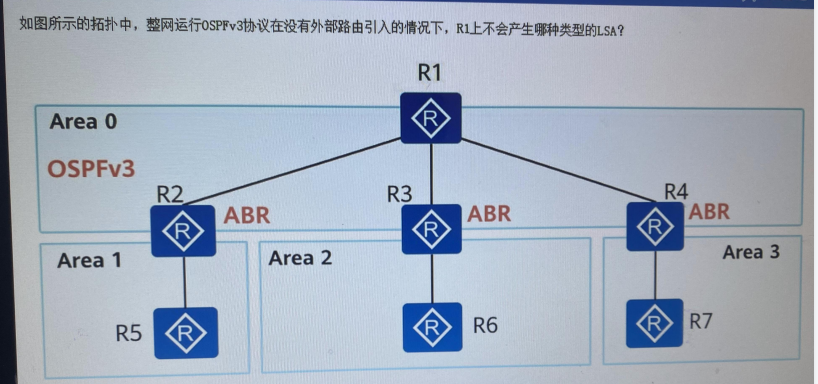 如图所示的拓扑中，整网运行OSPFv3协议在没有外部路由引入的情况下，R1上不会产生哪种类型的LSA？
R1
R
Area 0
OSPFv3
R2
R3
R4
R
ABR
R
ABR
R
ABR
Area 1
Area 2
Area 3
R5
R
R
R6
R
R7